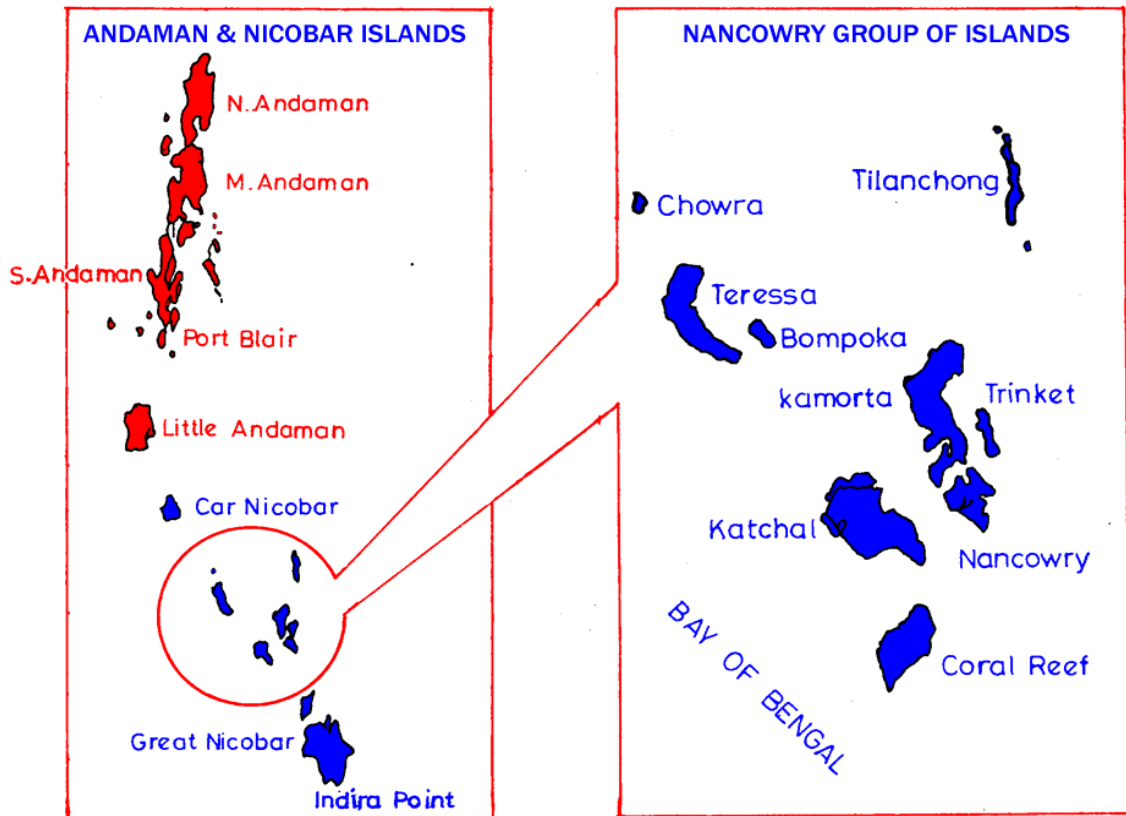 ANDAMAN & NICOBAR ISLANDS
N.Andaman
M.Andaman
S.Andaman
Port Blair
Little Andaman
Car Nicobar
Great Nicobar
Indira Point
NANCOWRY GROUP OF ISLANDS
Tilanchong
Chowra
Teressa
Bompoka
kamorta
Trinket
Katchal
Nancowry
BAY OF BENGAL
Coral Reef